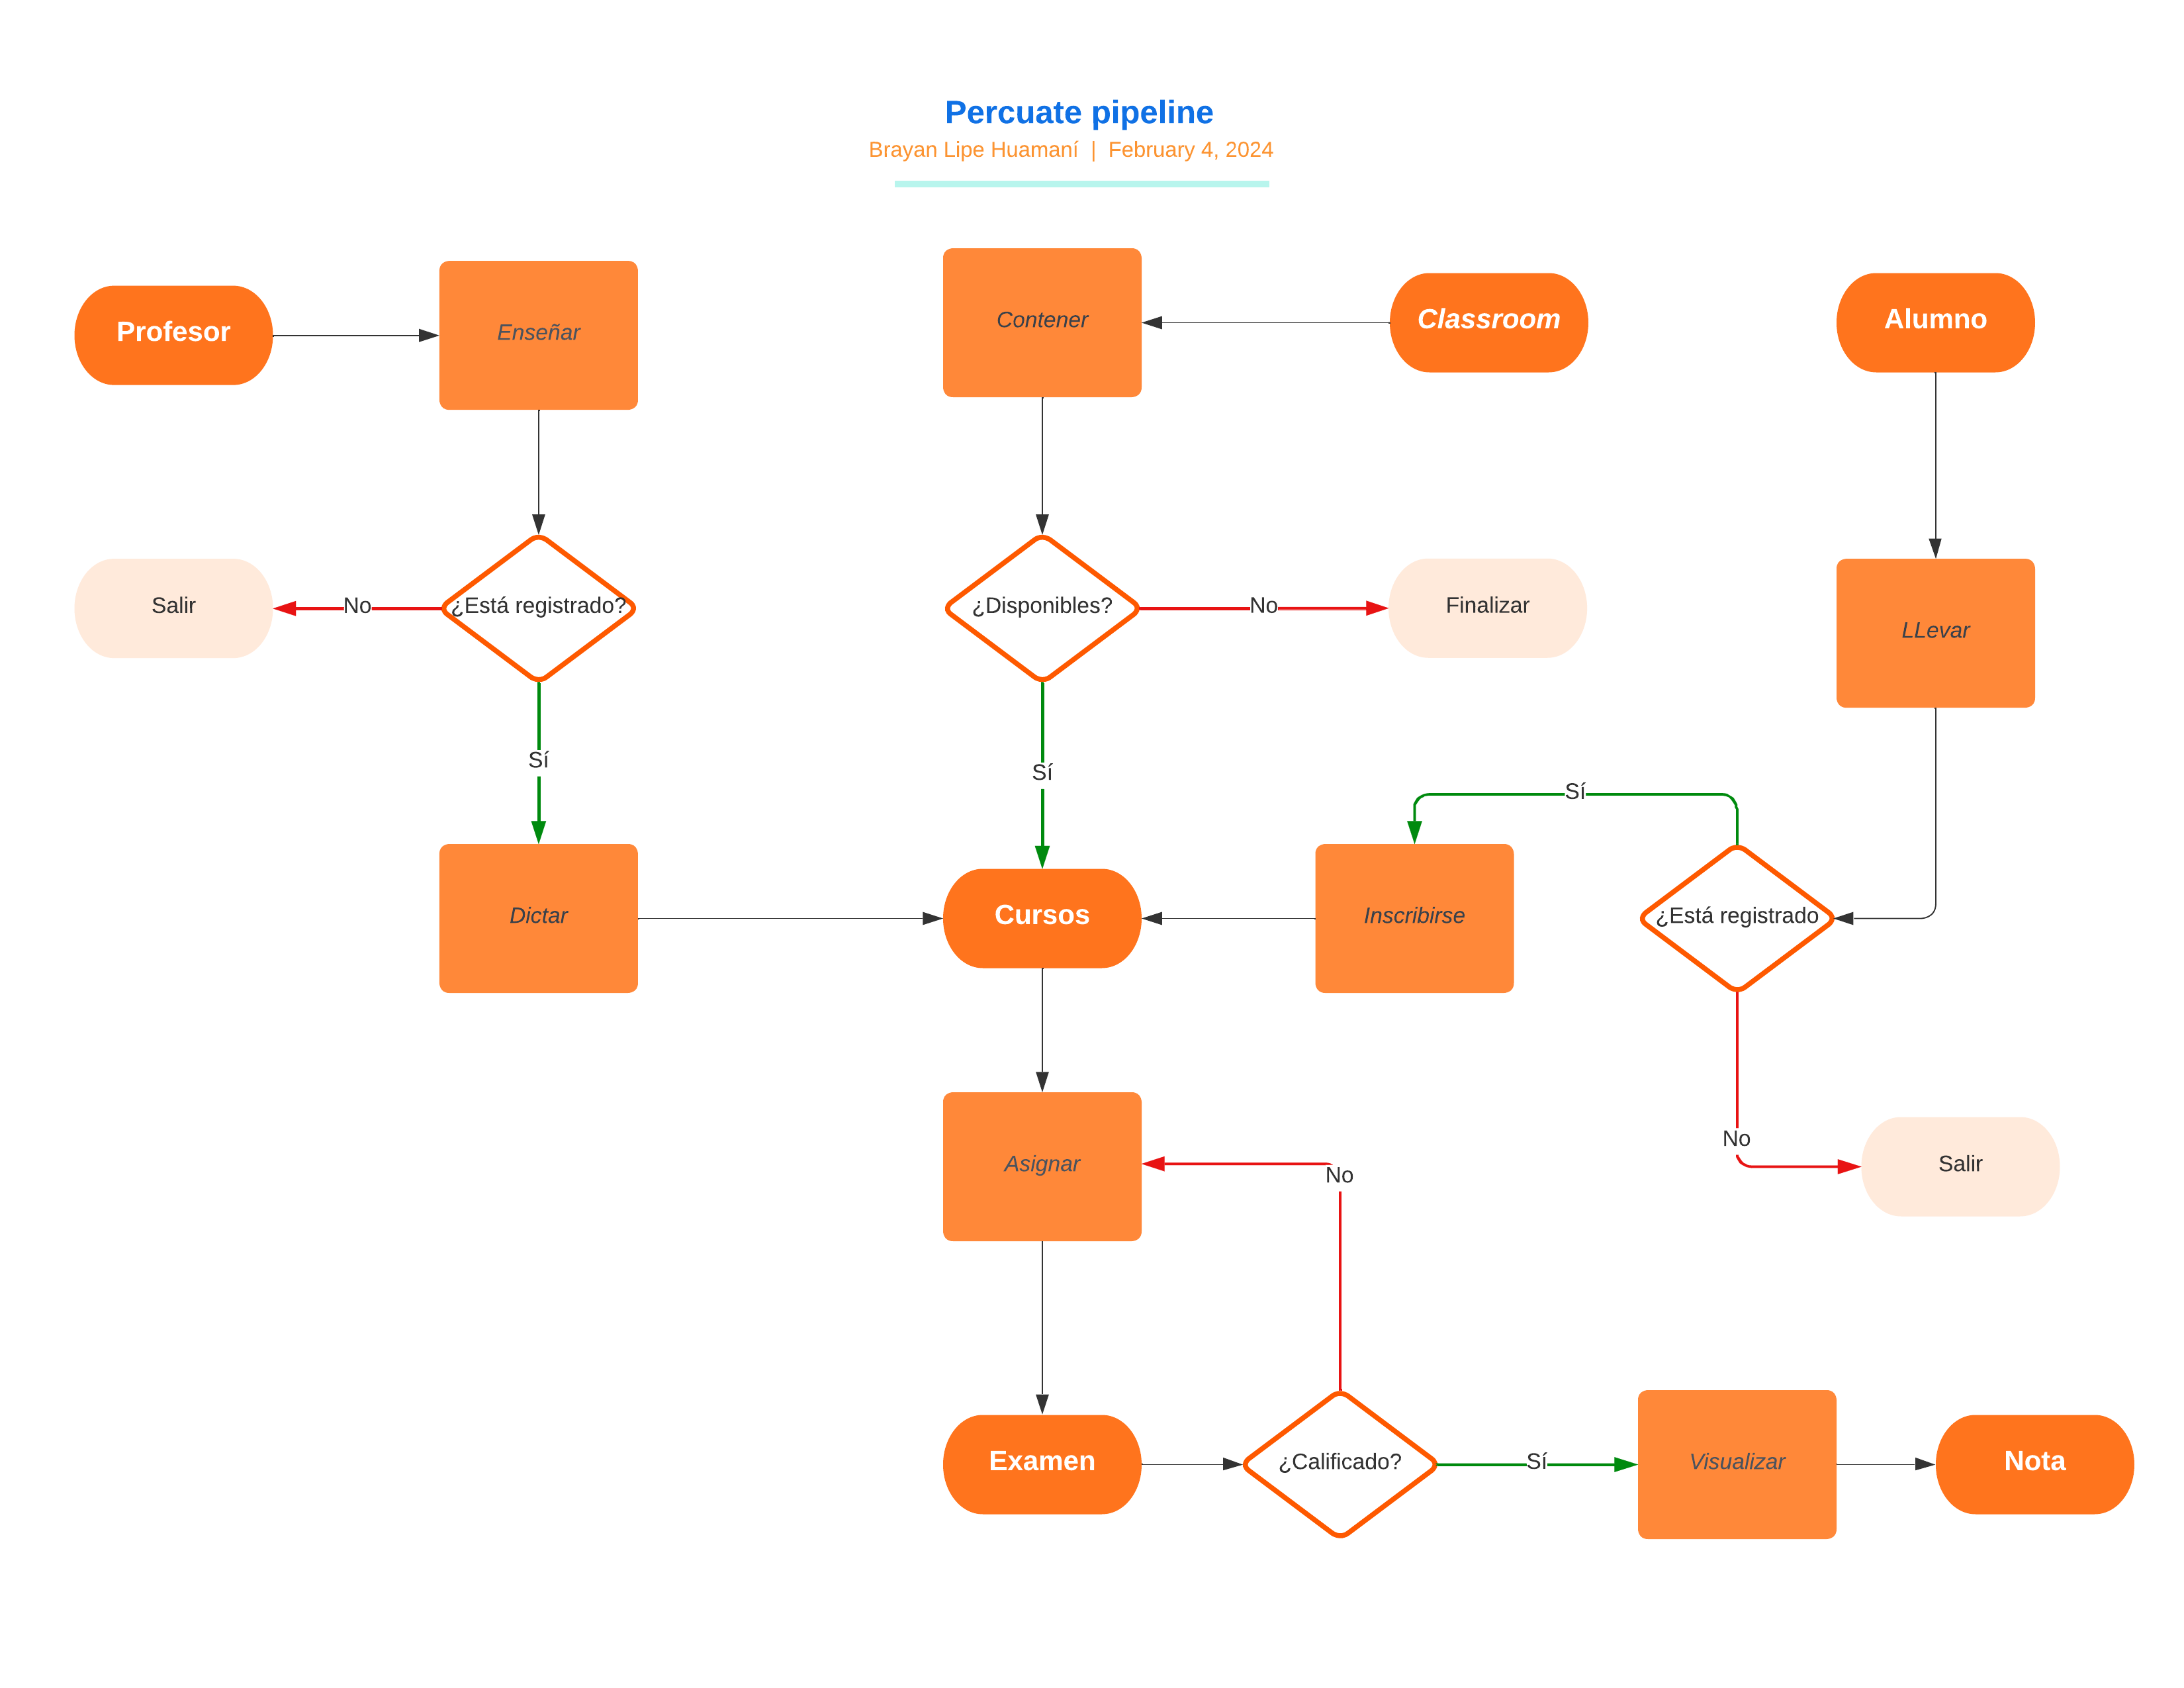 Percuate pipeline
Brayan Lipe Huamaní | February 4, 2024
Profesor
Enseñar
Contener
Classroom
Alumno
Salir
No
¿Está registrado?
¿Disponibles?
No
Finalizar
LLevar
Sí
Sí
Sí
Dictar
Cursos
Inscribirse
¿Está registrado
Asignar
No
No
Salir
Examen
¿Calificado?
Sí
Visualizar
Nota